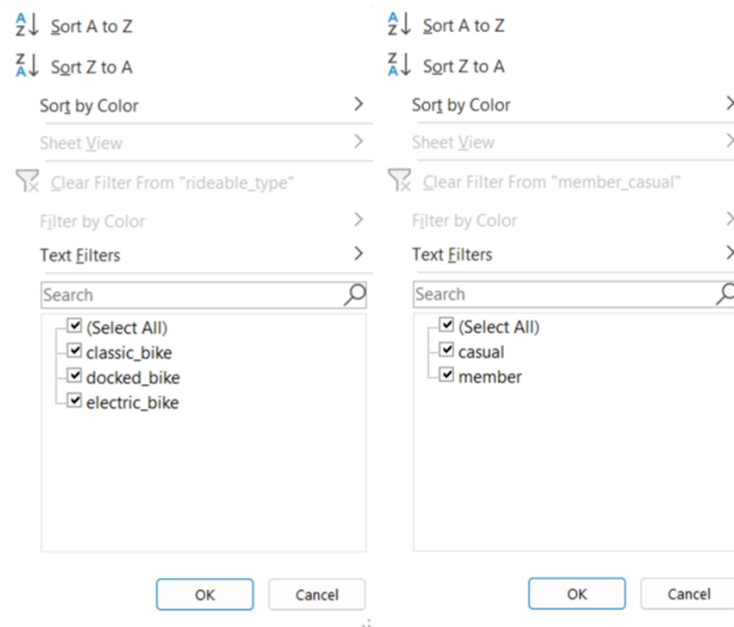 Sort A to Z
Sort Z to A
Sort by Color
Sheet View
Clear Filter From "rideable_type"
Filter by Color
Text Filters
Search
(Select All)
classic_bike
docked_bike
electric_bike
OK
Cancel
Sort A to Z
Sort Z to A
Sort by Color
Sheet View
Clear Filter From "member_casual"
Filter by Color
Text Filters
Search
(Select All)
casual
member
OK
Cancel